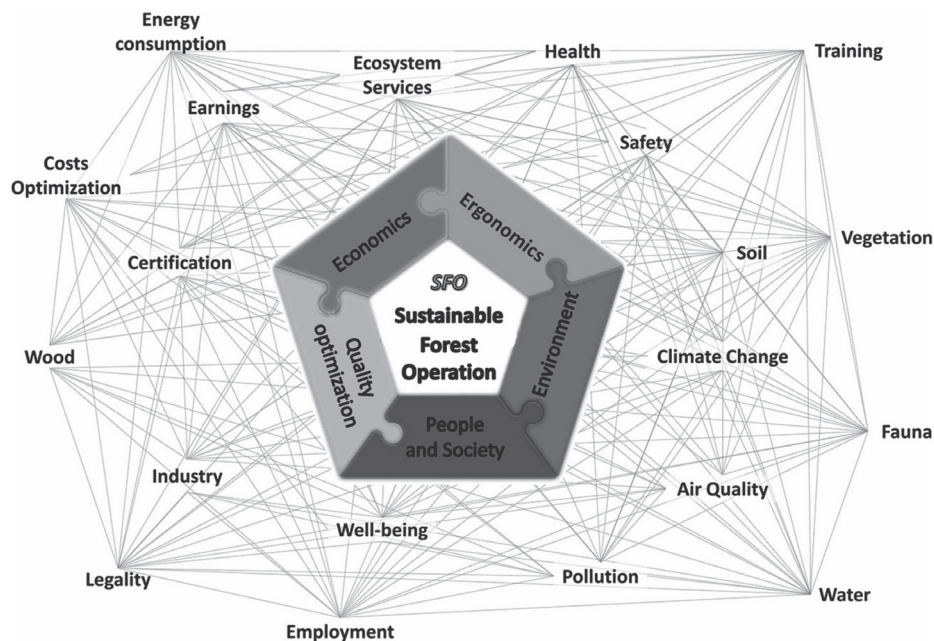 Energy
consumption
Ecosystem
Services
Health
Training
Earnings
Safety
Costs
Optimization
Economics
Ergonomics
Certification
Soil
Vegetation
SFO
Sustainable
Forest
Operation
Quality
optimization
Environment
Wood
Climate Change
People
and Society
Fauna
Industry
Air Quality
Well-being
Legality
Pollution
Water
Employment